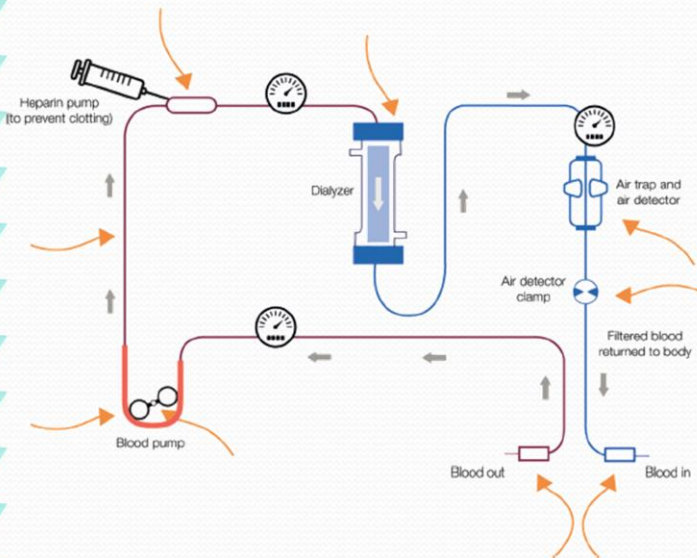 Heparin pump
(to prevent clotting)
Dialyzer
Air trap and
air detector
Air detector
clamp
Filtered blood
returned to body
Blood pump
Blood out
Blood in